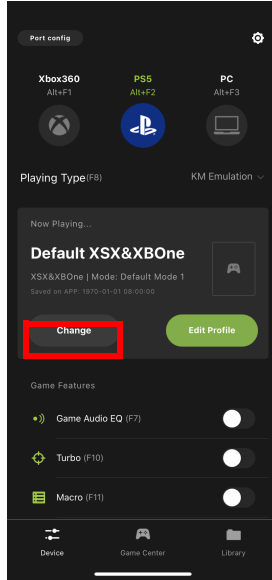 Port config
Xbox360 PS5 PC
Alt+F1 Alt+F2 Alt+F3
Playing Type(F8) KM Emulation
Now Playing...
Default XSX&XBOne
XSX&XBOne | Mode: Default Mode 1
Saved on APP: 1970-01-01 08:00:00
Change Edit Profile
Game Features
Game Audio EQ (F7)
Turbo (F10)
Macro (F11)
Device Game Center Library